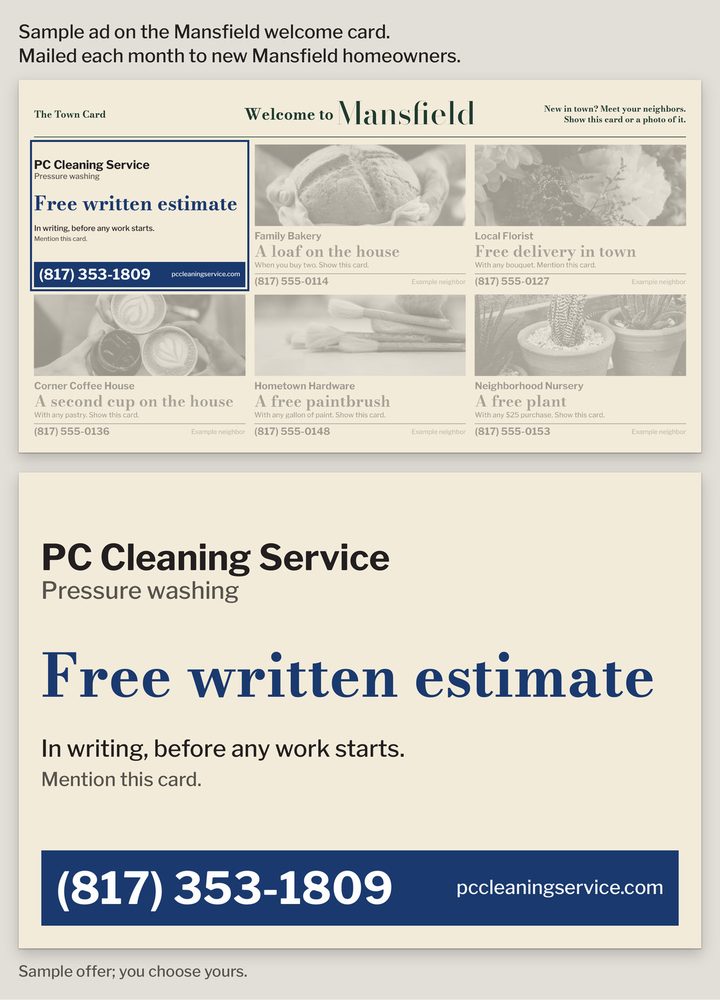 Sample ad on the Mansfield welcome card.
Mailed each month to new Mansfield homeowners.
The Town Card
Welcome to Mansfield
New in town? Meet your neighbors.
Show this card or a photo of it.
PC Cleaning Service
Pressure washing
Free written estimate
In writing, before any work starts.
Mention this card.
(817) 353-1809 pccleaningservice.com
Family Bakery
A loaf on the house
When you buy two. Show this card.
(817) 555-0114 Example neighbor
Local Florist
Free delivery in town
With any bouquet. Mention this card.
(817) 555-0127 Example neighbor
Corner Coffee House
A second cup on the house
With any pastry. Show this card.
(817) 555-0136 Example neighbor
Hometown Hardware
A free paintbrush
With any gallon of paint. Show this card.
(817) 555-0148 Example neighbor
Neighborhood Nursery
A free plant
With any $25 purchase. Show this card.
(817) 555-0153 Example neighbor
PC Cleaning Service
Pressure washing
Free written estimate
In writing, before any work starts.
Mention this card.
(817) 353-1809 pccleaningservice.com
Sample offer; you choose yours.